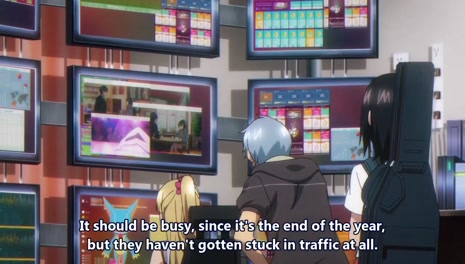 It should be busy, since it's the end of the year,
but they haven't gotten stuck in traffic at all.